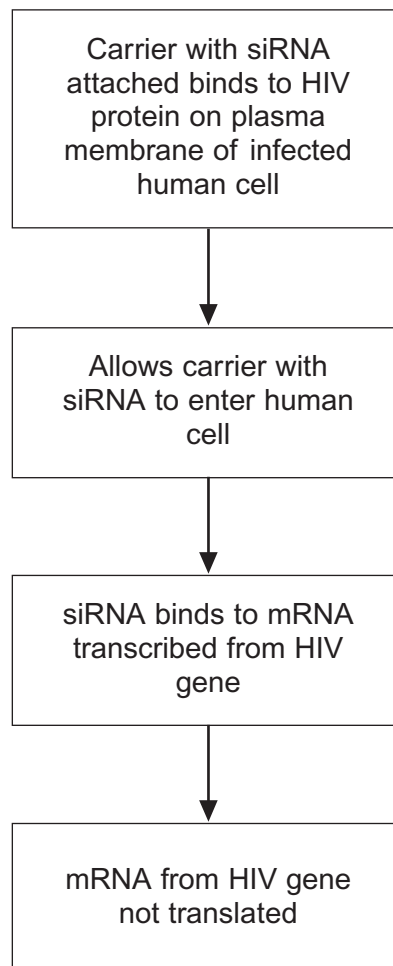 Carrier with siRNA
attached binds to HIV
protein on plasma
membrane of infected
human cell
Allows carrier with
siRNA to enter human
cell
siRNA binds to mRNA
transcribed from HIV
gene
mRNA from HIV gene
not translated